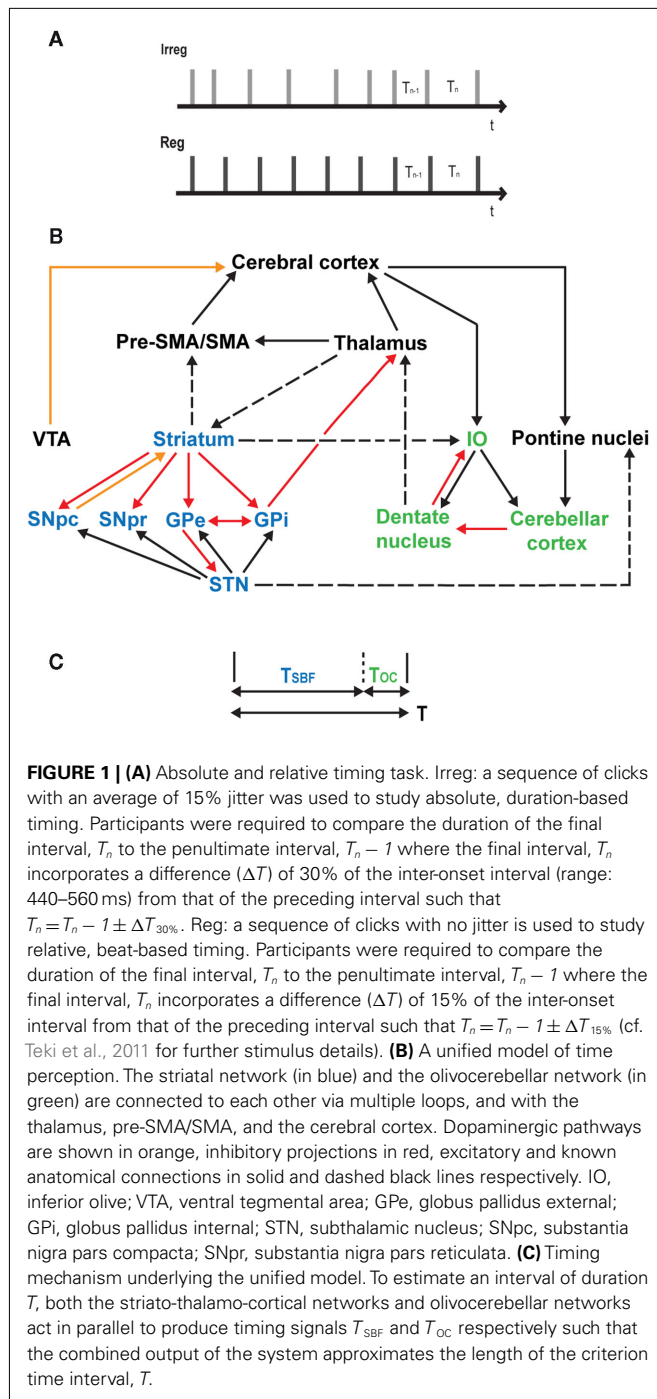 A
Irreg
Tn-1 Tn
t
Reg
Tn-1 Tn
t
B
Cerebral cortex
Pre-SMA/SMA Thalamus
VTA Striatum IO Pontine nuclei
SNpc SNpr GPe GPi Dentate nucleus Cerebellar cortex
STN
C
TSBF TOC
T
FIGURE 1 | (A) Absolute and relative timing task. Irreg: a sequence of clicks
with an average of 15% jitter was used to study absolute, duration-based
timing. Participants were required to compare the duration of the final
interval, Tn to the penultimate interval, Tn − 1 where the final interval, Tn
incorporates a difference (ΔT) of 30% of the inter-onset interval (range:
440–560 ms) from that of the preceding interval such that
Tn = Tn − 1 ± ΔT30%. Reg: a sequence of clicks with no jitter is used to study
relative, beat-based timing. Participants were required to compare the
duration of the final interval, Tn to the penultimate interval, Tn − 1 where the
final interval, Tn incorporates a difference (ΔT) of 15% of the inter-onset
interval from that of the preceding interval such that Tn = Tn − 1 ± ΔT15% (cf.
Teki et al., 2011 for further stimulus details). (B) A unified model of time
perception. The striatal network (in blue) and the olivocerebellar network (in
green) are connected to each other via multiple loops, and with the
thalamus, pre-SMA/SMA, and the cerebral cortex. Dopaminergic pathways
are shown in orange, inhibitory projections in red, excitatory and known
anatomical connections in solid and dashed black lines respectively. IO,
inferior olive; VTA, ventral tegmental area; GPe, globus pallidus external;
GPi, globus pallidus internal; STN, subthalamic nucleus; SNpc, substantia
nigra pars compacta; SNpr, substantia nigra pars reticulata. (C) Timing
mechanism underlying the unified model. To estimate an interval of duration
T, both the striato-thalamo-cortical networks and olivocerebellar networks
act in parallel to produce timing signals TSBF and TOC respectively such that
the combined output of the system approximates the length of the criterion
time interval, T.